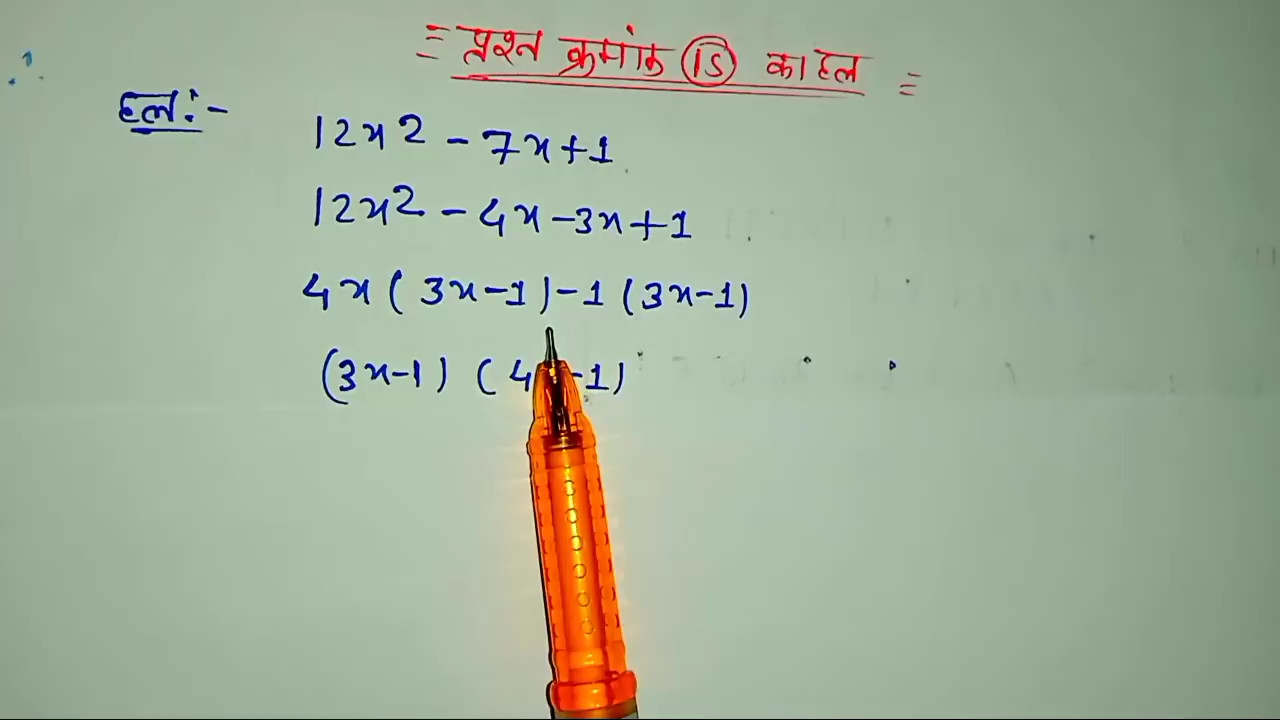 = प्रश्न क्रमांक 15 का हल =
हल:-
12x² - 7x + 1
12x² - 4x - 3x + 1
4x ( 3x - 1 ) - 1 ( 3x - 1 )
(3x - 1) ( 4 - 1 )